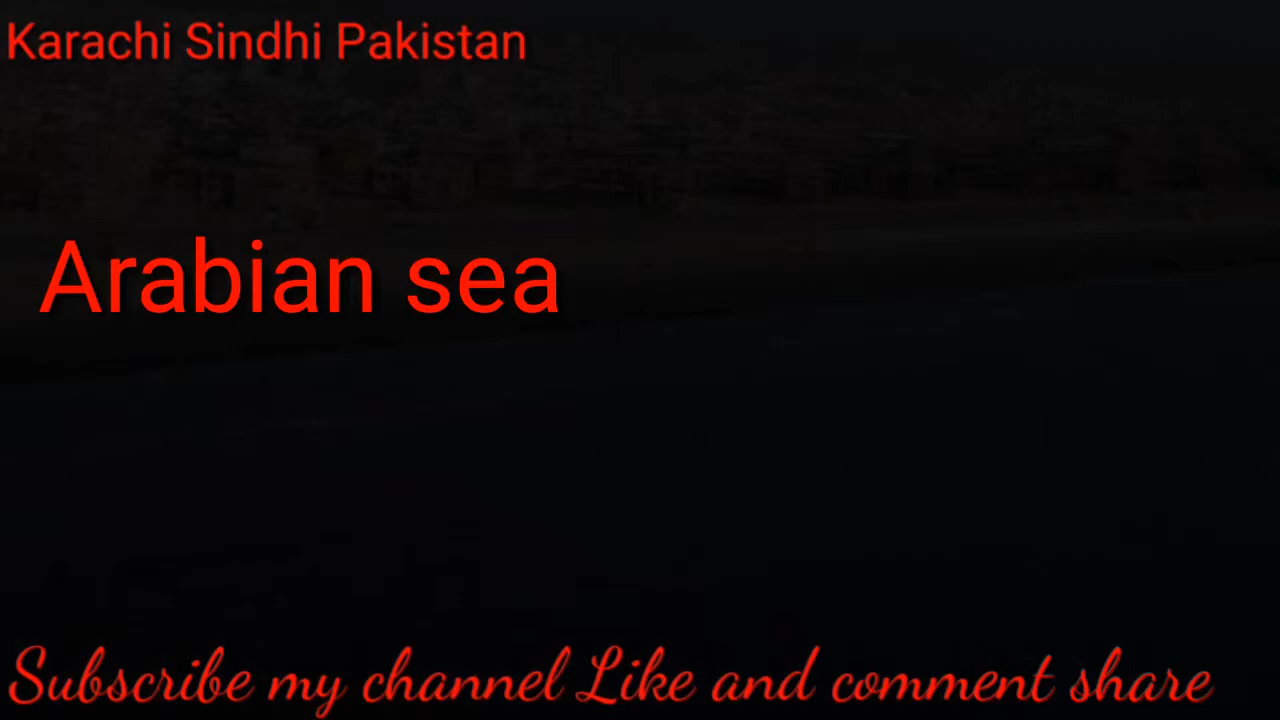 Karachi Sindhi Pakistan
Arabian sea
Subscribe my channel Like and comment share